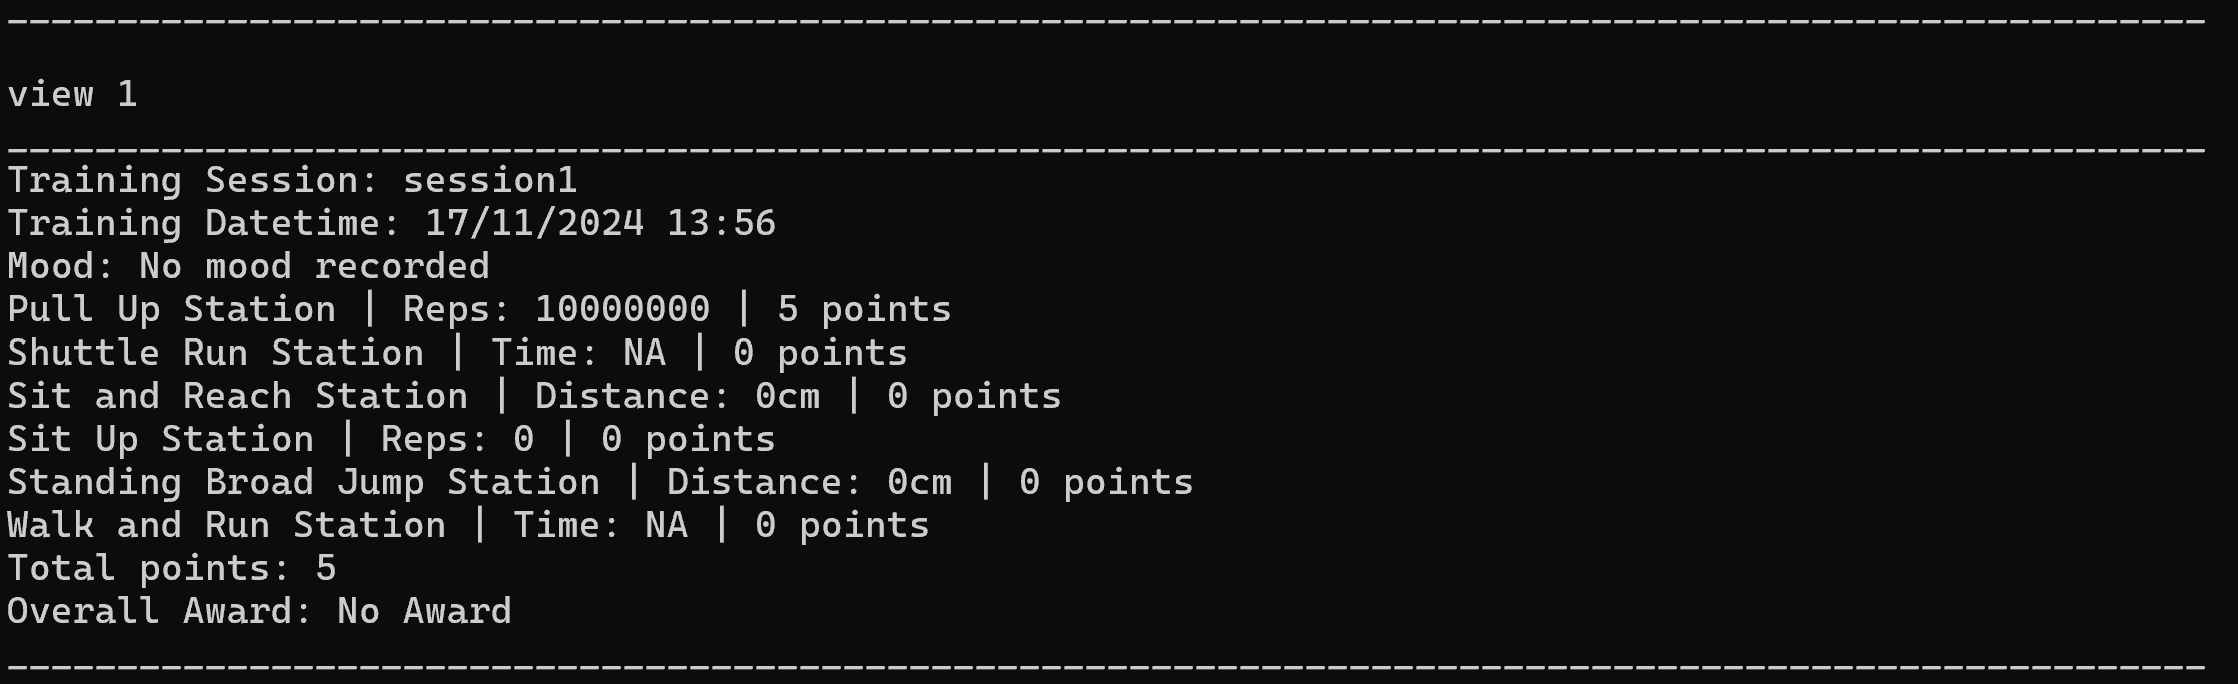 view 1
Training Session: session1
Training Datetime: 17/11/2024 13:56
Mood: No mood recorded
Pull Up Station | Reps: 10000000 | 5 points
Shuttle Run Station | Time: NA | 0 points
Sit and Reach Station | Distance: 0cm | 0 points
Sit Up Station | Reps: 0 | 0 points
Standing Broad Jump Station | Distance: 0cm | 0 points
Walk and Run Station | Time: NA | 0 points
Total points: 5
Overall Award: No Award